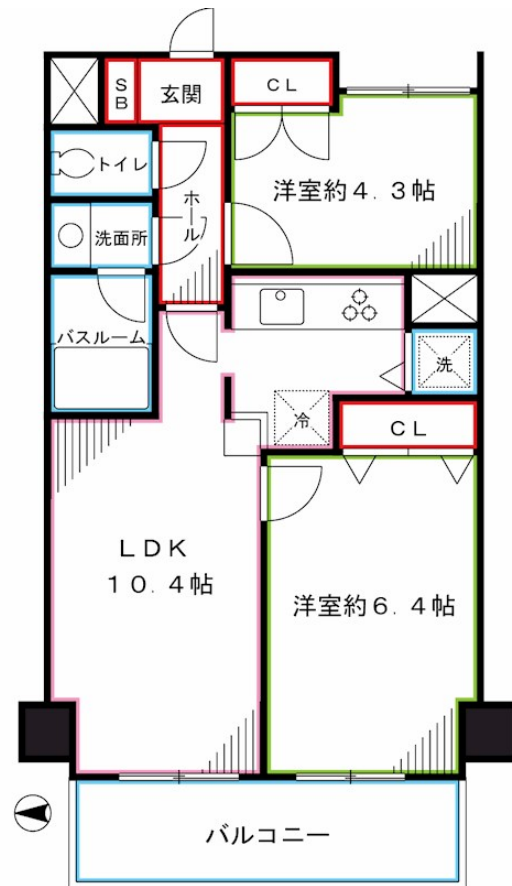 SB
玄関
CL
トイレ
ホール
洋室約4.3帖
洗面所
バスルーム
洗
冷
CL
LDK
10.4帖
洋室約6.4帖
バルコニー